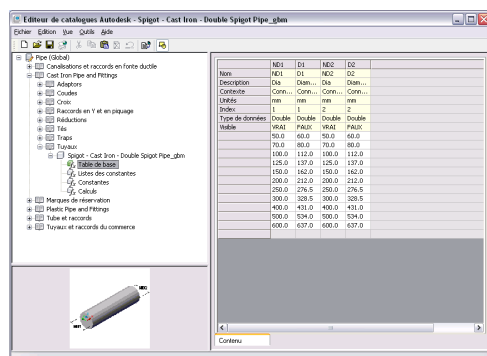 Editeur de catalogues Autodesk - Spigot - Cast Iron - Double Spigot Pipe_gbm
Fichier Edition Vue Outils Aide
Pipe (Global)
Canalisations et raccords en fonte ductile
Cast Iron Pipe and Fittings
Adaptors
Coudes
Croix
Raccords en Y et en piquage
Réductions
Tés
Traps
Tuyaux
Spigot - Cast Iron - Double Spigot Pipe_gbm
Table de base
Listes des constantes
Constantes
Calculs
Marques de réservation
Plastic Pipe and Fittings
Tube et raccords
Tuyaux et raccords du commerce
ND1 D1 ND2 D2
Nom ND1 D1 ND2 D2
Description Dia Diam... Dia Diam...
Contexte Conn... Conn... Conn... Conn...
Unités mm mm mm mm
Index 1 1 2 2
Type de données Double Double Double Double
Visible VRAI FAUX VRAI FAUX
50.0 60.0 50.0 60.0
70.0 80.0 70.0 80.0
100.0 112.0 100.0 112.0
125.0 137.0 125.0 137.0
150.0 162.0 150.0 162.0
200.0 212.0 200.0 212.0
250.0 276.5 250.0 276.5
300.0 328.5 300.0 328.5
400.0 431.0 400.0 431.0
500.0 534.0 500.0 534.0
600.0 637.0 600.0 637.0
ND2
ND1
Contenu